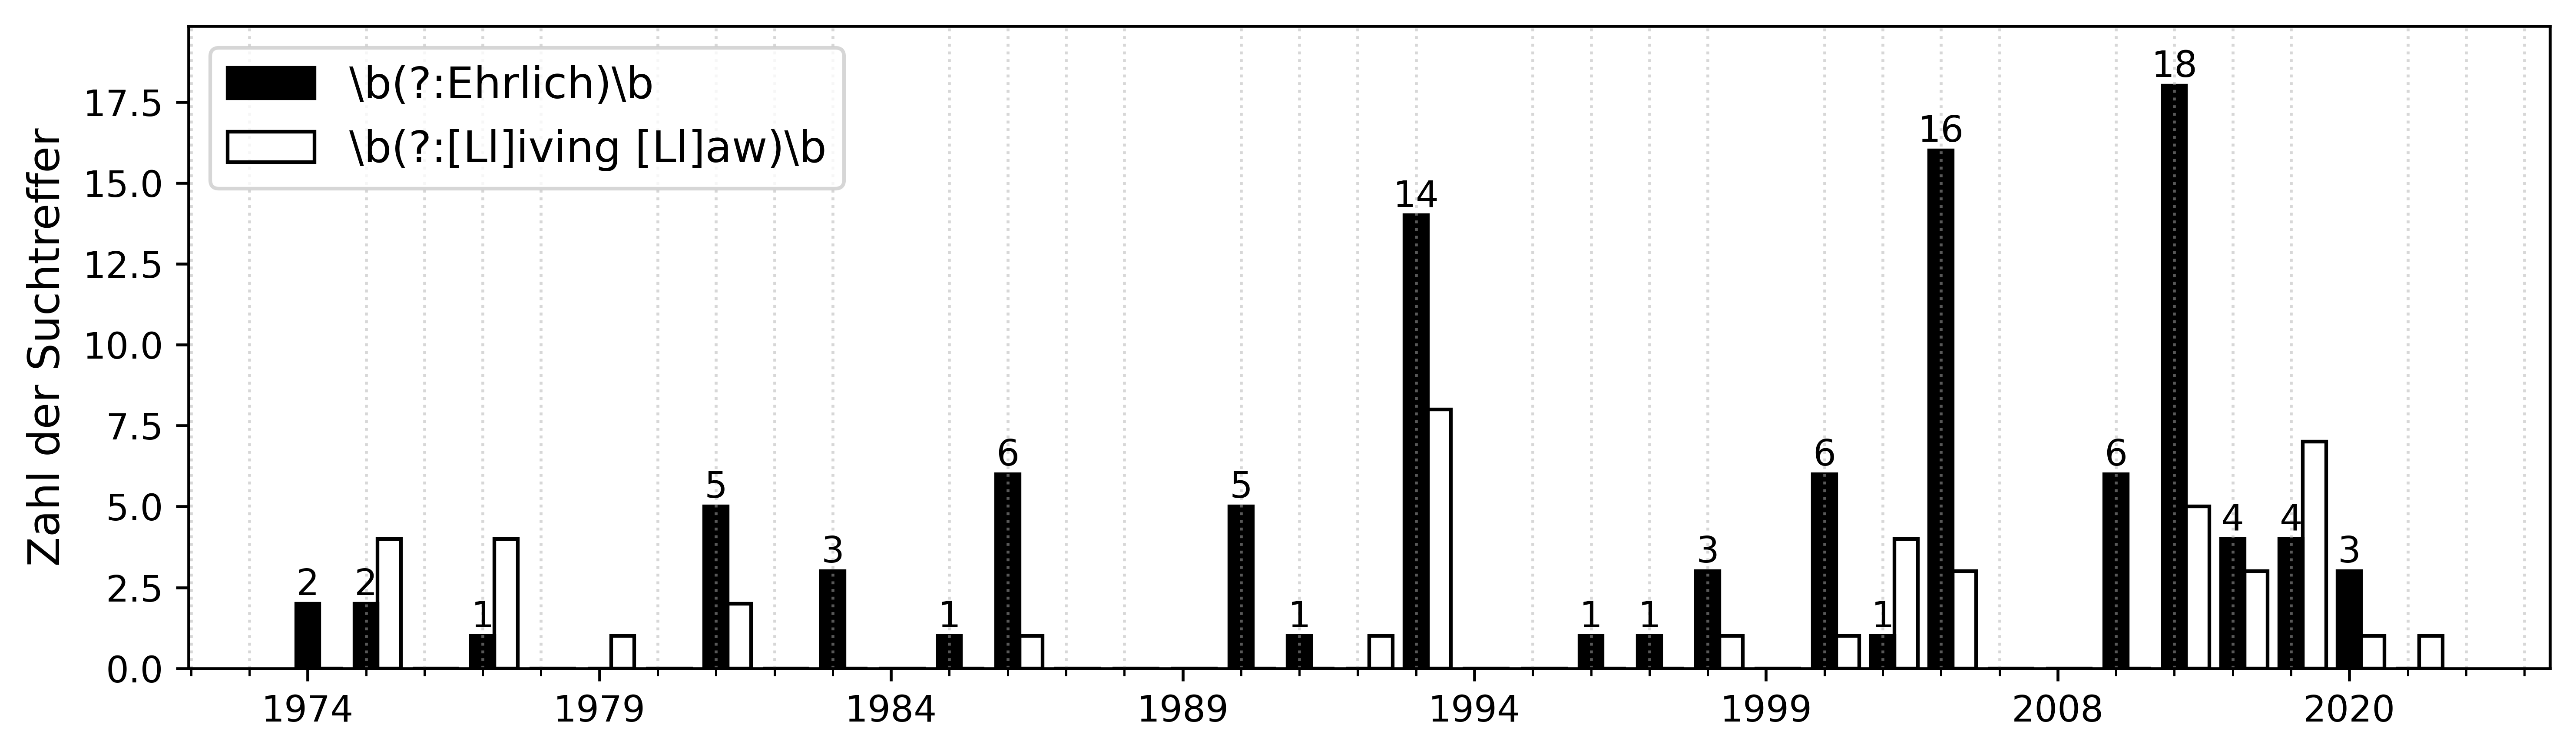 \b(?:Ehrlich)\b
\b(?:[Ll]iving [Ll]aw)\b
Zahl der Suchtreffer
17.5
15.0
12.5
10.0
7.5
5.0
2.5
0.0
2 2 1 5 3 1 6 5 1 14 1 1 3 6 1 16 6 18 4 4 3
1974 1979 1984 1989 1994 1999 2008 2020